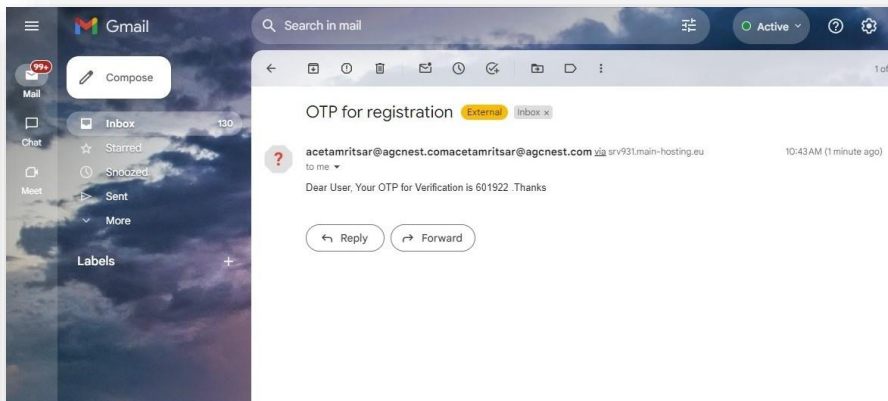 Gmail
Search in mail
Active
99+
Mail
Compose
1 of
Inbox 130
OTP for registration External Inbox x
Chat
Starred
acetamritsar@agcnest.comacetamritsar@agcnest.com via srv931.main-hosting.eu 10:43 AM (1 minute ago)
?
Snoozed
to me
Meet
Sent
Dear User, Your OTP for Verification is 601922 .Thanks
More
Reply Forward
Labels +